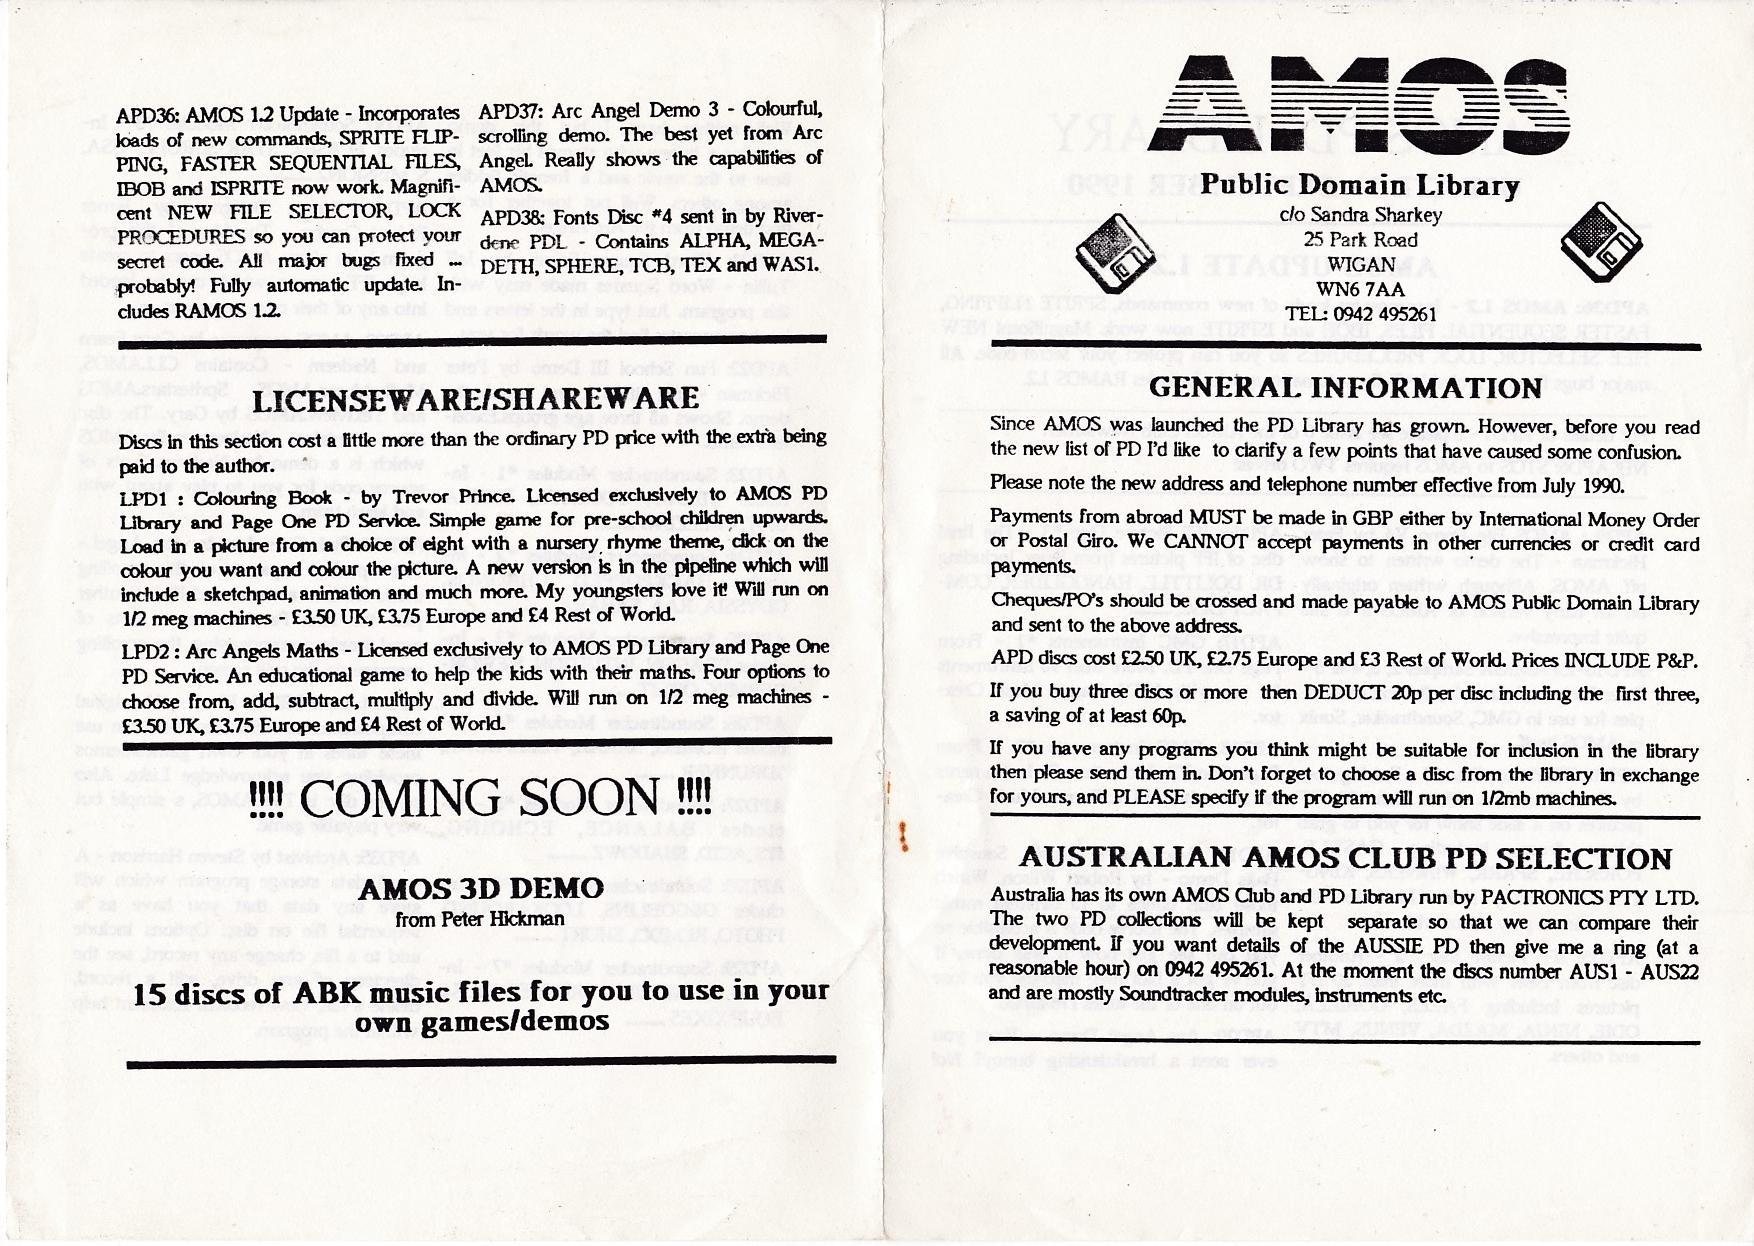 APD36: AMOS 1.2 Update - Incorporates
loads of new commands, SPRITE FLIP-
PING, FASTER SEQUENTIAL FILES,
IBOB and ISPRITE now work. Magnifi-
cent NEW FILE SELECTOR, LOCK
PROCEDURES so you can protect your
secret code. All major bugs fixed ...
probably! Fully automatic update. In-
cludes RAMOS 1.2.
APD37: Arc Angel Demo 3 - Colourful,
scrolling demo. The best yet from Arc
Angel. Really shows the capabilities of
AMOS.
APD38: Fonts Disc #4 sent in by River-
dene PDL - Contains ALPHA, MEGA-
DETH, SPHERE, TCB, TEX and WAS1.
LICENSEWARE/SHAREWARE
Discs in this section cost a little more than the ordinary PD price with the extra being
paid to the author.
LPD1 : Colouring Book - by Trevor Prince. Licensed exclusively to AMOS PD
Library and Page One PD Service. Simple game for pre-school children upwards.
Load in a picture from a choice of eight with a nursery rhyme theme, click on the
colour you want and colour the picture. A new version is in the pipeline which will
include a sketchpad, animation and much more. My youngsters love it! Will run on
1/2 meg machines - £3.50 UK, £3.75 Europe and £4 Rest of World.
LPD2 : Arc Angels Maths - Licensed exclusively to AMOS PD Library and Page One
PD Service. An educational game to help the kids with their maths. Four options to
choose from, add, subtract, multiply and divide. Will run on 1/2 meg machines -
£3.50 UK, £3.75 Europe and £4 Rest of World.
!!!! COMING SOON !!!!
AMOS 3D DEMO
from Peter Hickman
15 discs of ABK music files for you to use in your
own games/demos
AMOS
Public Domain Library
c/o Sandra Sharkey
25 Park Road
WIGAN
WN6 7AA
TEL: 0942 495261
GENERAL INFORMATION
Since AMOS was launched the PD Library has grown. However, before you read
the new list of PD I'd like to clarify a few points that have caused some confusion.
Please note the new address and telephone number effective from July 1990.
Payments from abroad MUST be made in GBP either by International Money Order
or Postal Giro. We CANNOT accept payments in other currencies or credit card
payments.
Cheques/PO's should be crossed and made payable to AMOS Public Domain Library
and sent to the above address.
APD discs cost £2.50 UK, £2.75 Europe and £3 Rest of World. Prices INCLUDE P&P.
If you buy three discs or more then DEDUCT 20p per disc including the first three,
a saving of at least 60p.
If you have any programs you think might be suitable for inclusion in the library
then please send them in. Don't forget to choose a disc from the library in exchange
for yours, and PLEASE specify if the program will run on 1/2mb machines.
AUSTRALIAN AMOS CLUB PD SELECTION
Australia has its own AMOS Club and PD Library run by PACTRONICS PTY LTD.
The two PD collections will be kept separate so that we can compare their
development. If you want details of the AUSSIE PD then give me a ring (at a
reasonable hour) on 0942 495261. At the moment the discs number AUS1 - AUS22
and are mostly Soundtracker modules, instruments etc.